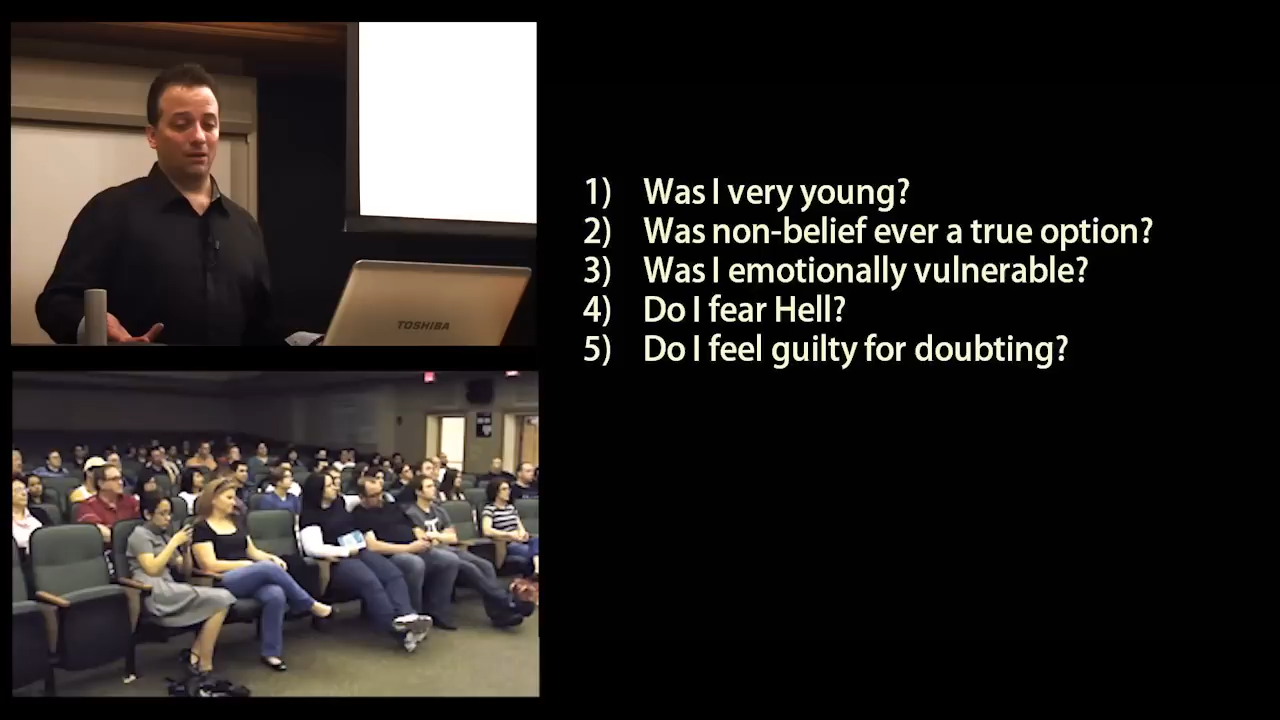 TOSHIBA
1) Was I very young?
2) Was non-belief ever a true option?
3) Was I emotionally vulnerable?
4) Do I fear Hell?
5) Do I feel guilty for doubting?